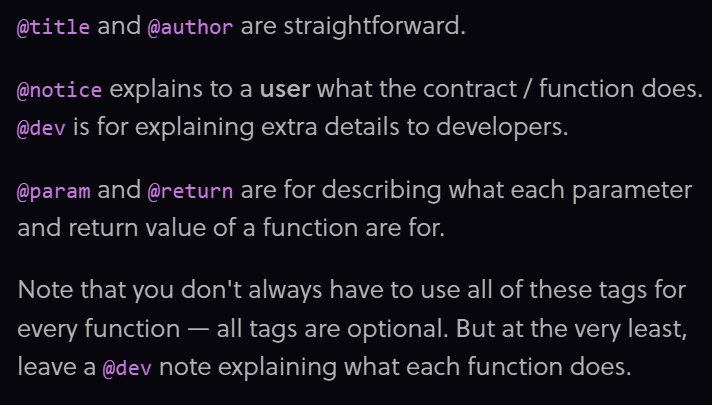 @title and @author are straightforward.
@notice explains to a user what the contract / function does.
@dev is for explaining extra details to developers.
@param and @return are for describing what each parameter
and return value of a function are for.
Note that you don't always have to use all of these tags for
every function — all tags are optional. But at the very least,
leave a @dev note explaining what each function does.